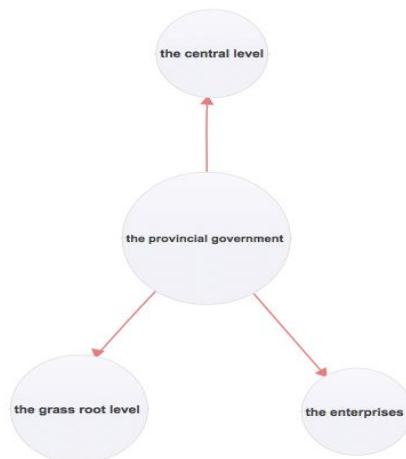 the central level
the provincial government
the grass root level
the enterprises